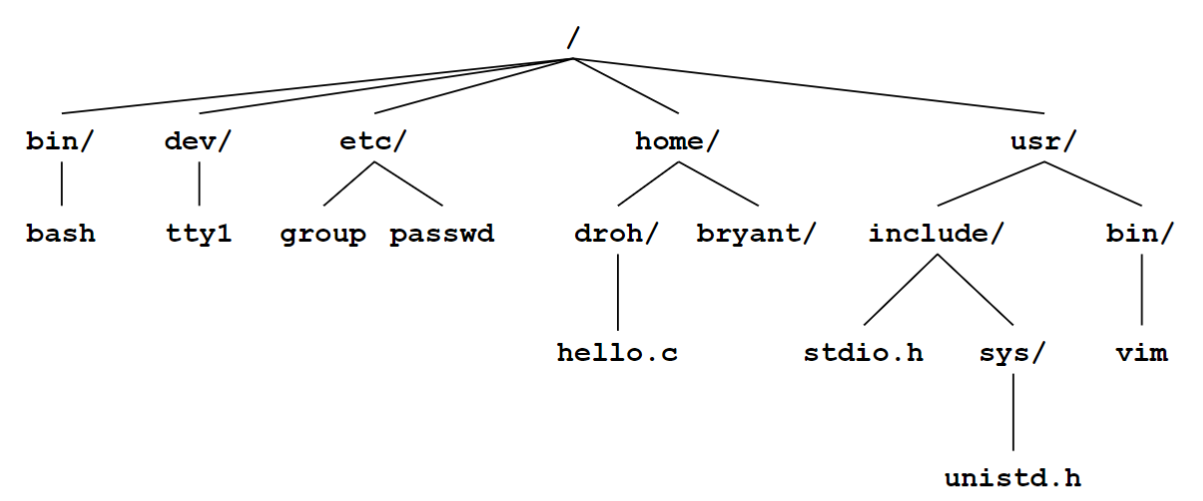 /
bin/ dev/ etc/ home/ usr/
bash tty1 group passwd droh/ bryant/ include/ bin/
hello.c stdio.h sys/ vim
unistd.h